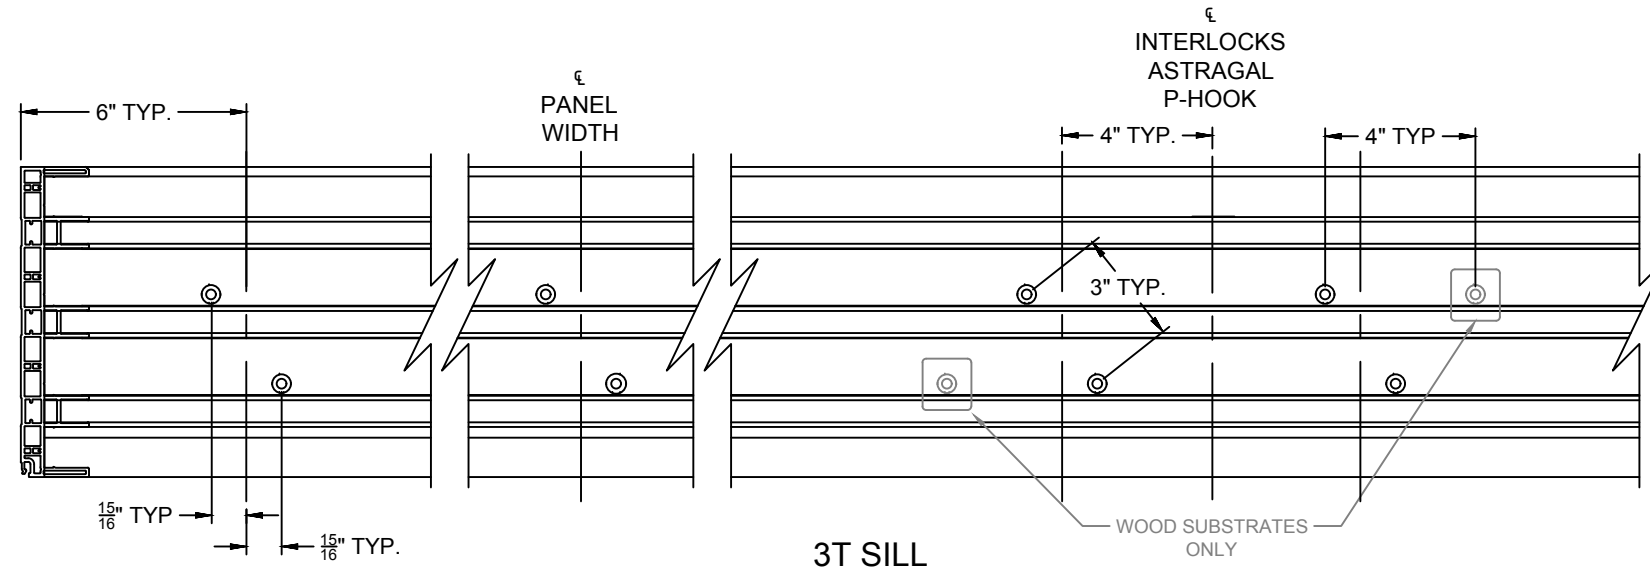 ℄
INTERLOCKS
ASTRAGAL
P-HOOK
℄
PANEL
WIDTH
6" TYP.
4" TYP.
4" TYP
3" TYP.
15/16" TYP
15/16" TYP.
WOOD SUBSTRATES
ONLY
3T SILL